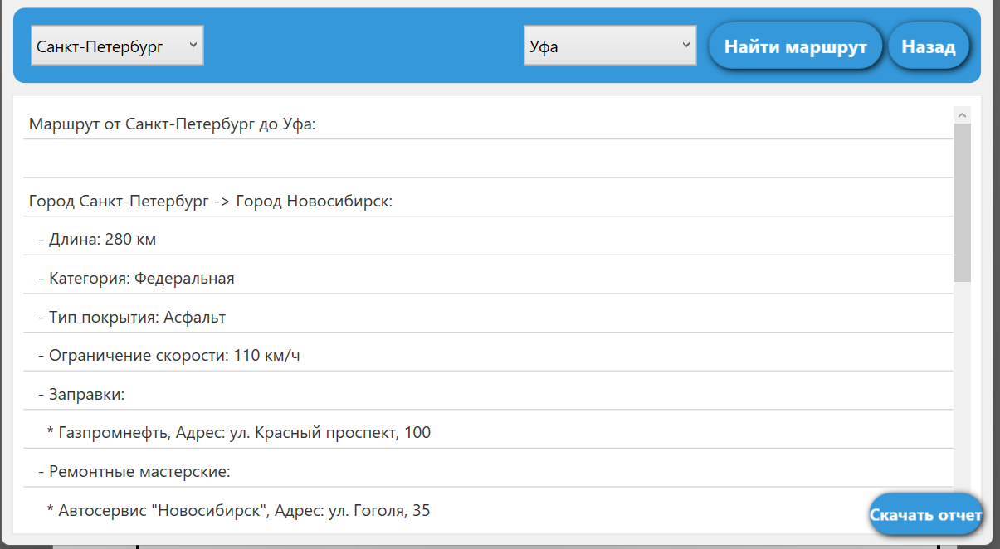 Санкт-Петербург Уфа Найти маршрут Назад
Маршрут от Санкт-Петербург до Уфа:
Город Санкт-Петербург -> Город Новосибирск:
- Длина: 280 км
- Категория: Федеральная
- Тип покрытия: Асфальт
- Ограничение скорости: 110 км/ч
- Заправки:
* Газпромнефть, Адрес: ул. Красный проспект, 100
- Ремонтные мастерские:
* Автосервис "Новосибирск", Адрес: ул. Гоголя, 35
Скачать отчет